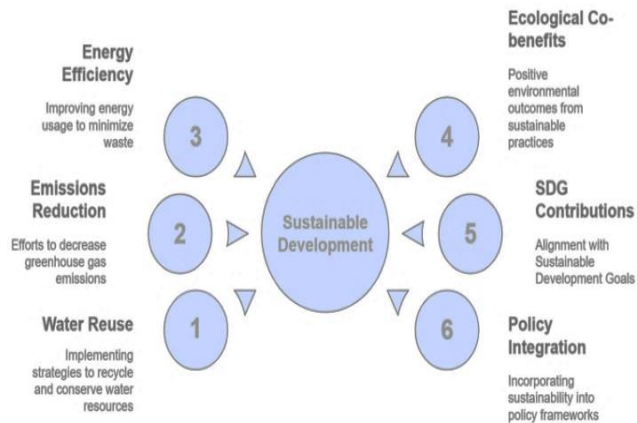 Energy
Efficiency
Improving energy
usage to minimize
waste
3
Emissions
Reduction
Efforts to decrease
greenhouse gas
emissions
2
Water Reuse
Implementing
strategies to recycle
and conserve water
resources
1
Sustainable
Development
Ecological Co-
benefits
Positive
environmental
outcomes from
sustainable
practices
4
SDG
Contributions
Alignment with
Sustainable
Development Goals
5
Policy
Integration
Incorporating
sustainability into
policy frameworks
6